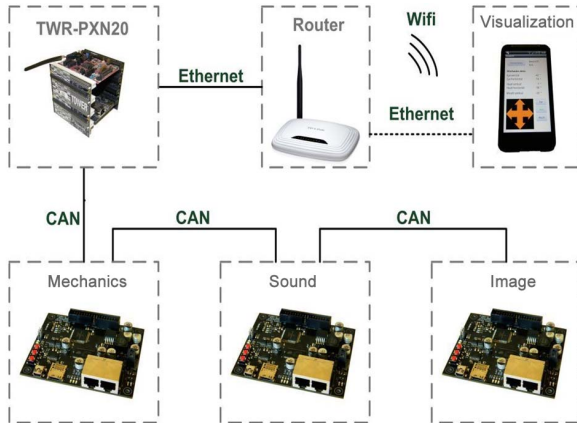 TWR-PXN20
Router
Wifi
Visualization
Ethernet
Ethernet
CAN
CAN
CAN
Mechanics
Sound
Image